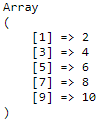 Array
(
    [1] => 2
    [3] => 4
    [5] => 6
    [7] => 8
    [9] => 10
)